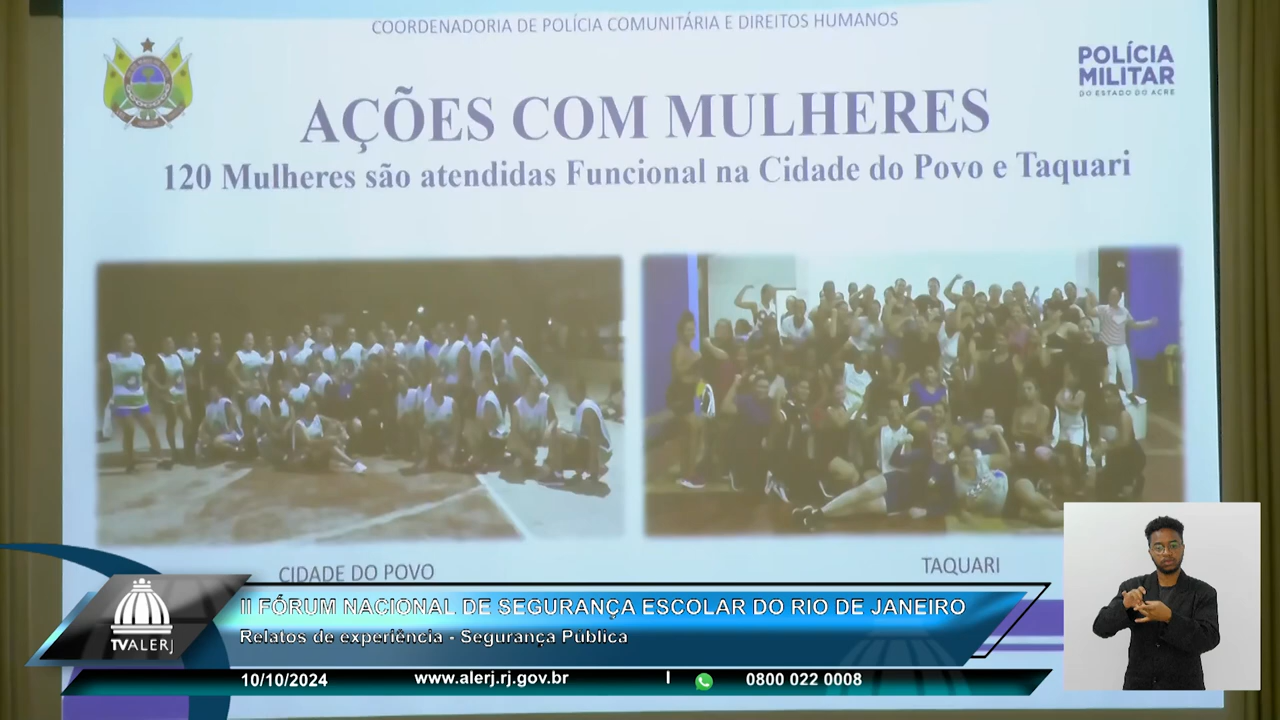 COORDENADORIA DE POLÍCIA COMUNITÁRIA E DIREITOS HUMANOS
POLÍCIA
MILITAR
DO ESTADO DO ACRE
AÇÕES COM MULHERES
120 Mulheres são atendidas Funcional na Cidade do Povo e Taquari
CIDADE DO POVO
TAQUARI
II FÓRUM NACIONAL DE SEGURANÇA ESCOLAR DO RIO DE JANEIRO
Relatos de experiência - Segurança Pública
TVALERJ
10/10/2024 www.alerj.rj.gov.br | 0800 022 0008